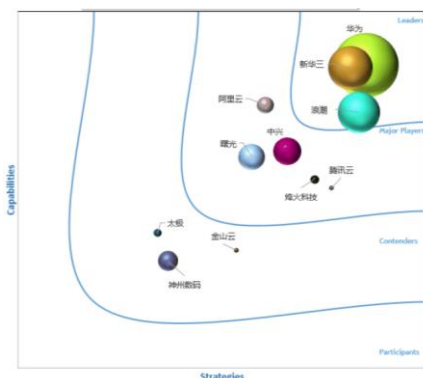 Leaders
华为
新华三
阿里云
浪潮
Major Players
中兴
曙光
腾讯云
烽火科技
Capabilities
太极
金山云
Contenders
神州数码
Participants
Strategies